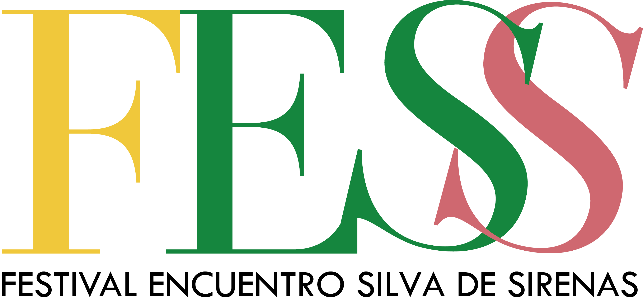 FESS
FESTIVAL ENCUENTRO SILVA DE SIRENAS